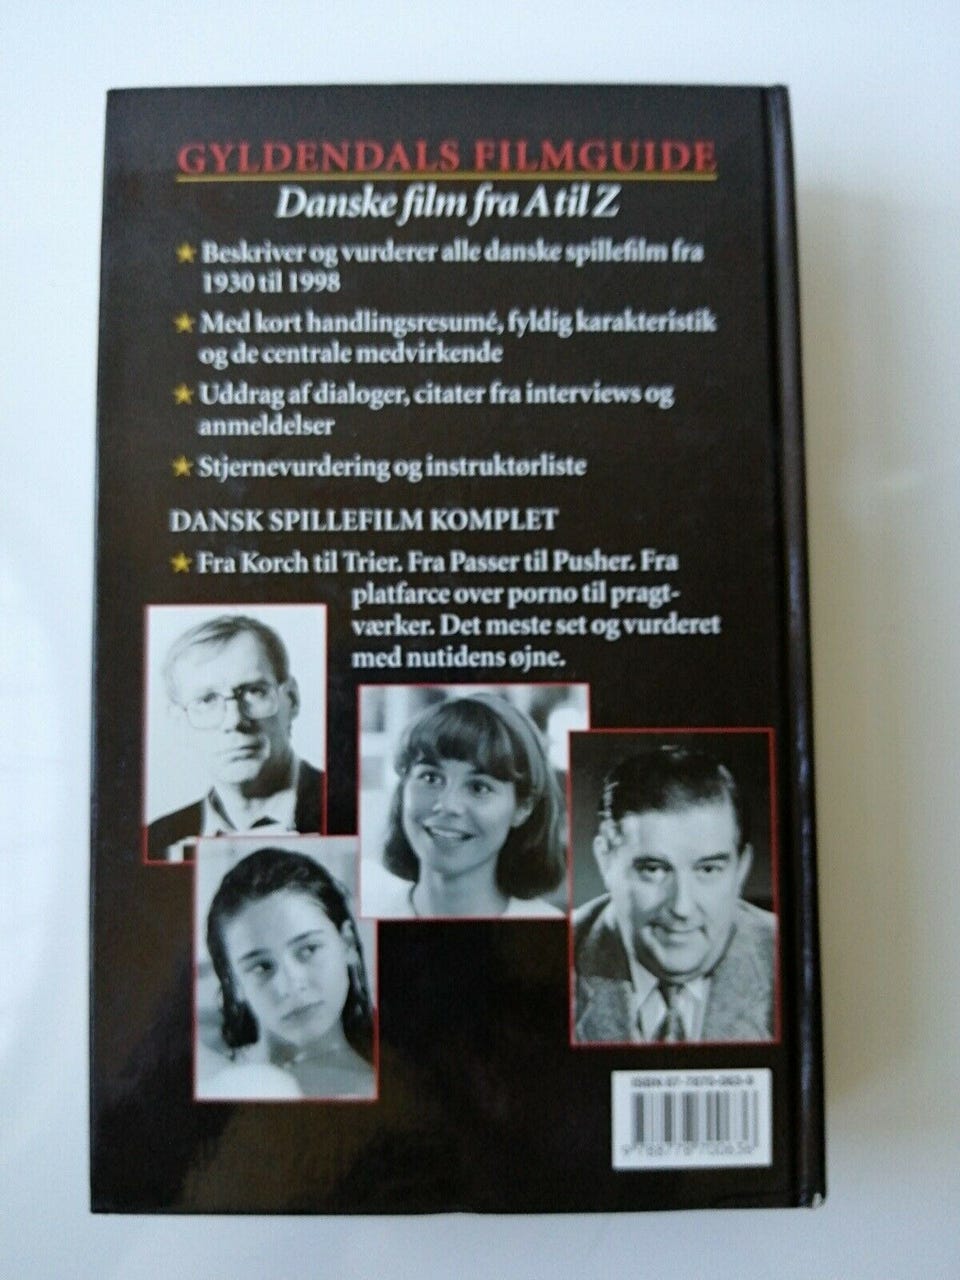 GYLDENDALS FILMGUIDE
Danske film fra A til Z
Beskriver og vurderer alle danske spillefilm fra
1930 til 1998
Med kort handlingsresumé, fyldig karakteristik
og de centrale medvirkende
Uddrag af dialoger, citater fra interviews og
anmeldelser
Stjernevurdering og instruktørliste
DANSK SPILLEFILM KOMPLET
Fra Korch til Trier. Fra Passer til Pusher. Fra
platfarce over porno til pragt-
værker. Det meste set og vurderet
med nutidens øjne.
ISBN